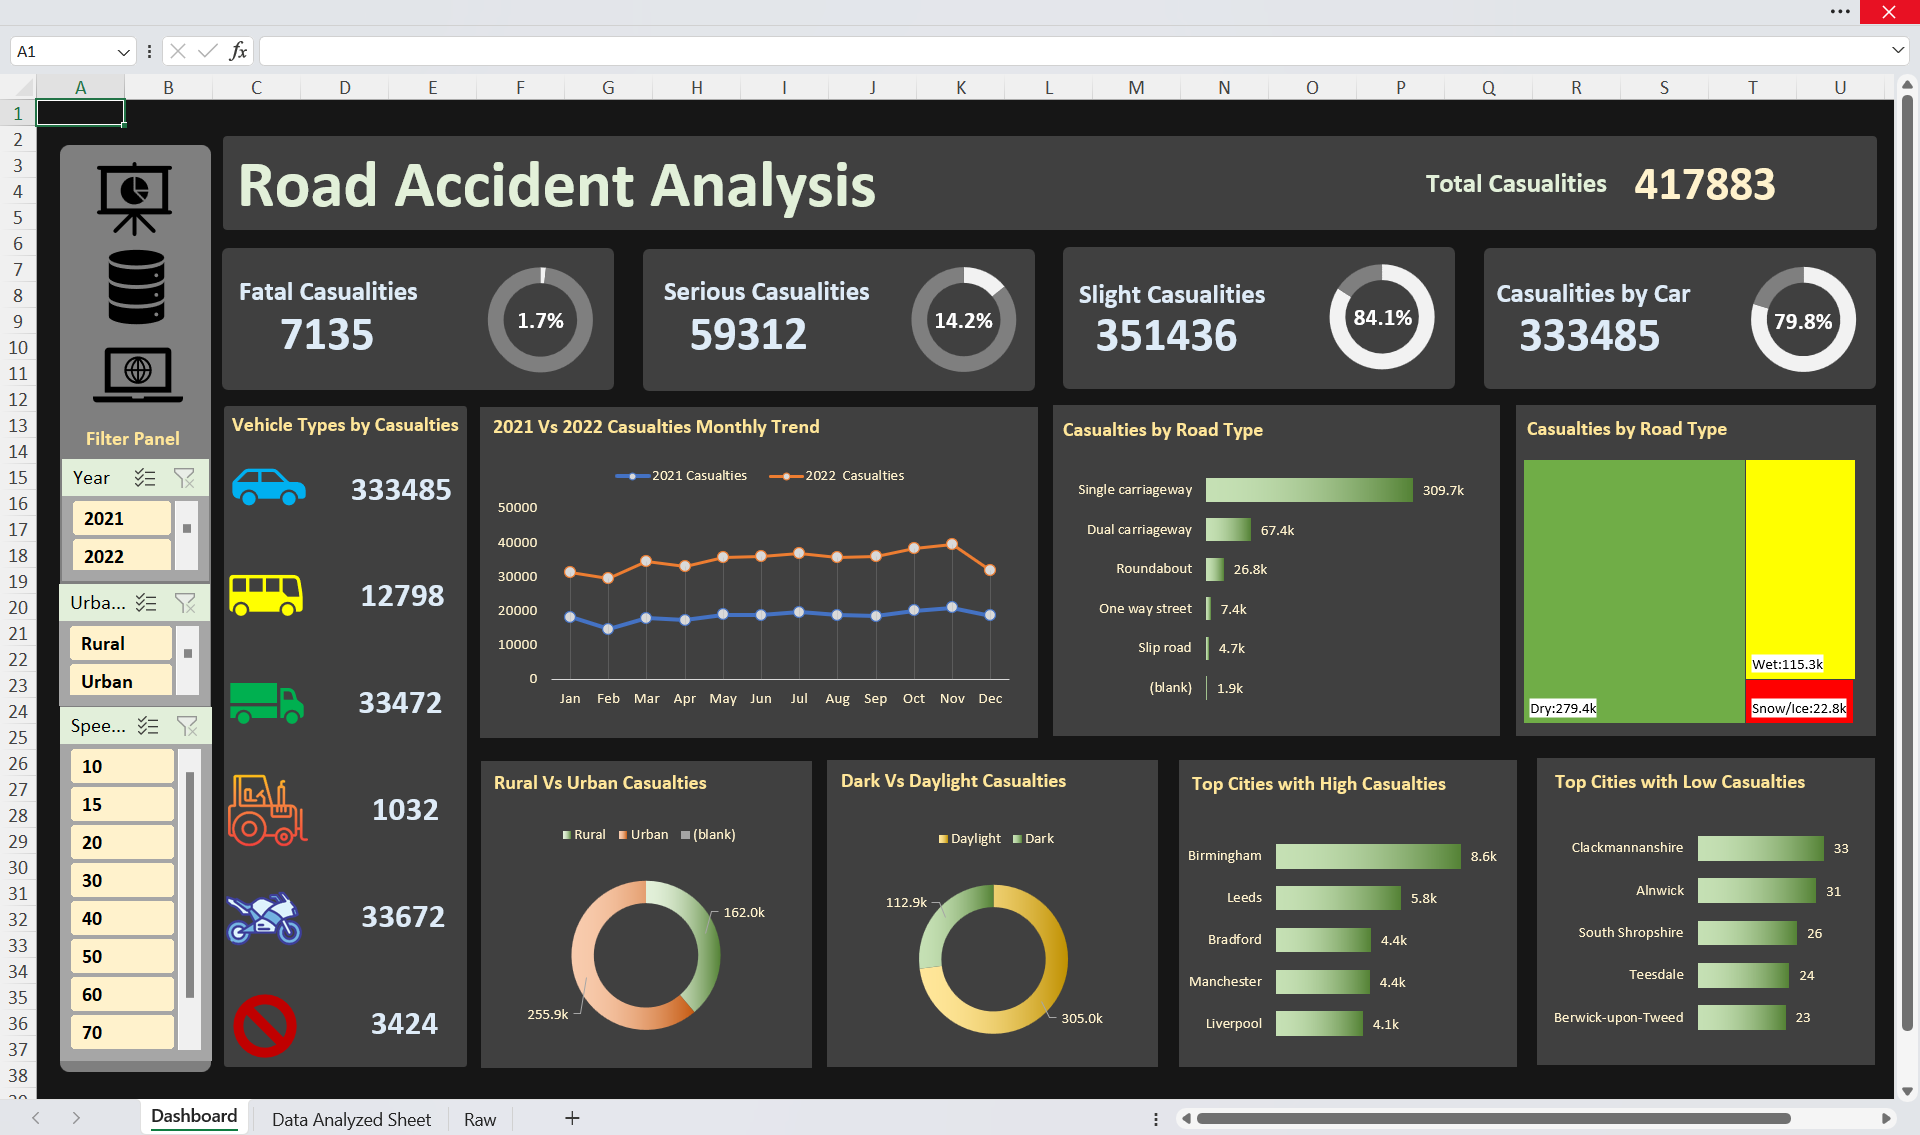 A1
fx
A B C D E F G H I J K L M N O P Q R S T U
1
2
3
4
5
6
7
8
9
10
11
12
13
14
15
16
17
18
19
20
21
22
23
24
25
26
27
28
29
30
31
32
33
34
35
36
37
38
Road Accident Analysis
Total Casualities 417883
Fatal Casualities
7135
1.7%
Serious Casualities
59312
14.2%
Slight Casualities
351436
84.1%
Casualities by Car
333485
79.8%
Filter Panel
Year
2021
2022
Urba...
Rural
Urban
Spee...
10
15
20
30
40
50
60
70
Vehicle Types by Casualties
333485
12798
33472
1032
33672
3424
2021 Vs 2022 Casualties Monthly Trend
2021 Casualties 2022 Casualties
50000
40000
30000
20000
10000
0
Jan Feb Mar Apr May Jun Jul Aug Sep Oct Nov Dec
Casualties by Road Type
Single carriageway 309.7k
Dual carriageway 67.4k
Roundabout 26.8k
One way street 7.4k
Slip road 4.7k
(blank) 1.9k
Casualties by Road Type
Wet:115.3k
Dry:279.4k
Snow/Ice:22.8k
Rural Vs Urban Casualties
Rural Urban (blank)
162.0k
255.9k
Dark Vs Daylight Casualties
Daylight Dark
112.9k
305.0k
Top Cities with High Casualties
Birmingham 8.6k
Leeds 5.8k
Bradford 4.4k
Manchester 4.4k
Liverpool 4.1k
Top Cities with Low Casualties
Clackmannanshire 33
Alnwick 31
South Shropshire 26
Teesdale 24
Berwick-upon-Tweed 23
Dashboard Data Analyzed Sheet Raw